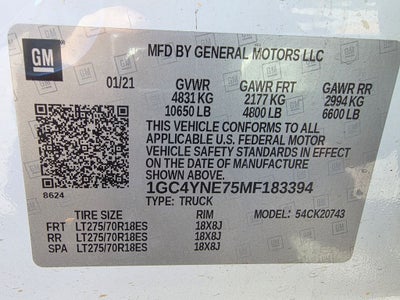 GM
MFD BY GENERAL MOTORS LLC
01/21 GVWR GAWR FRT GAWR RR
4831 KG 2177 KG 2994 KG
10650 LB 4800 LB 6600 LB
THIS VEHICLE CONFORMS TO ALL
APPLICABLE U.S. FEDERAL MOTOR
VEHICLE SAFETY STANDARDS IN EFFECT
ON THE DATE OF MANUFACTURE
SHOWN ABOVE.
8624
1GC4YNE75MF183394
TYPE: TRUCK
TIRE SIZE RIM MODEL: 54CK20743
FRT LT275/70R18ES 18X8J
RR LT275/70R18ES 18X8J
SPA LT275/70R18ES 18X8J